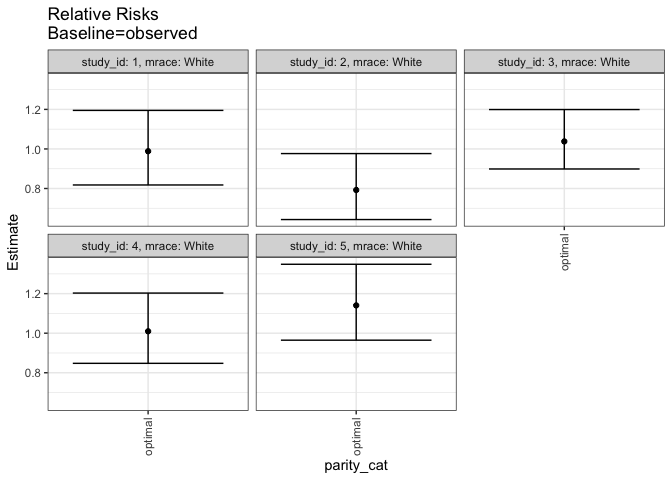 Relative Risks
Baseline=observed
study_id: 1, mrace: White
study_id: 2, mrace: White
study_id: 3, mrace: White
1.2
1.0
0.8
optimal
study_id: 4, mrace: White
study_id: 5, mrace: White
1.2
1.0
0.8
optimal
optimal
Estimate
parity_cat